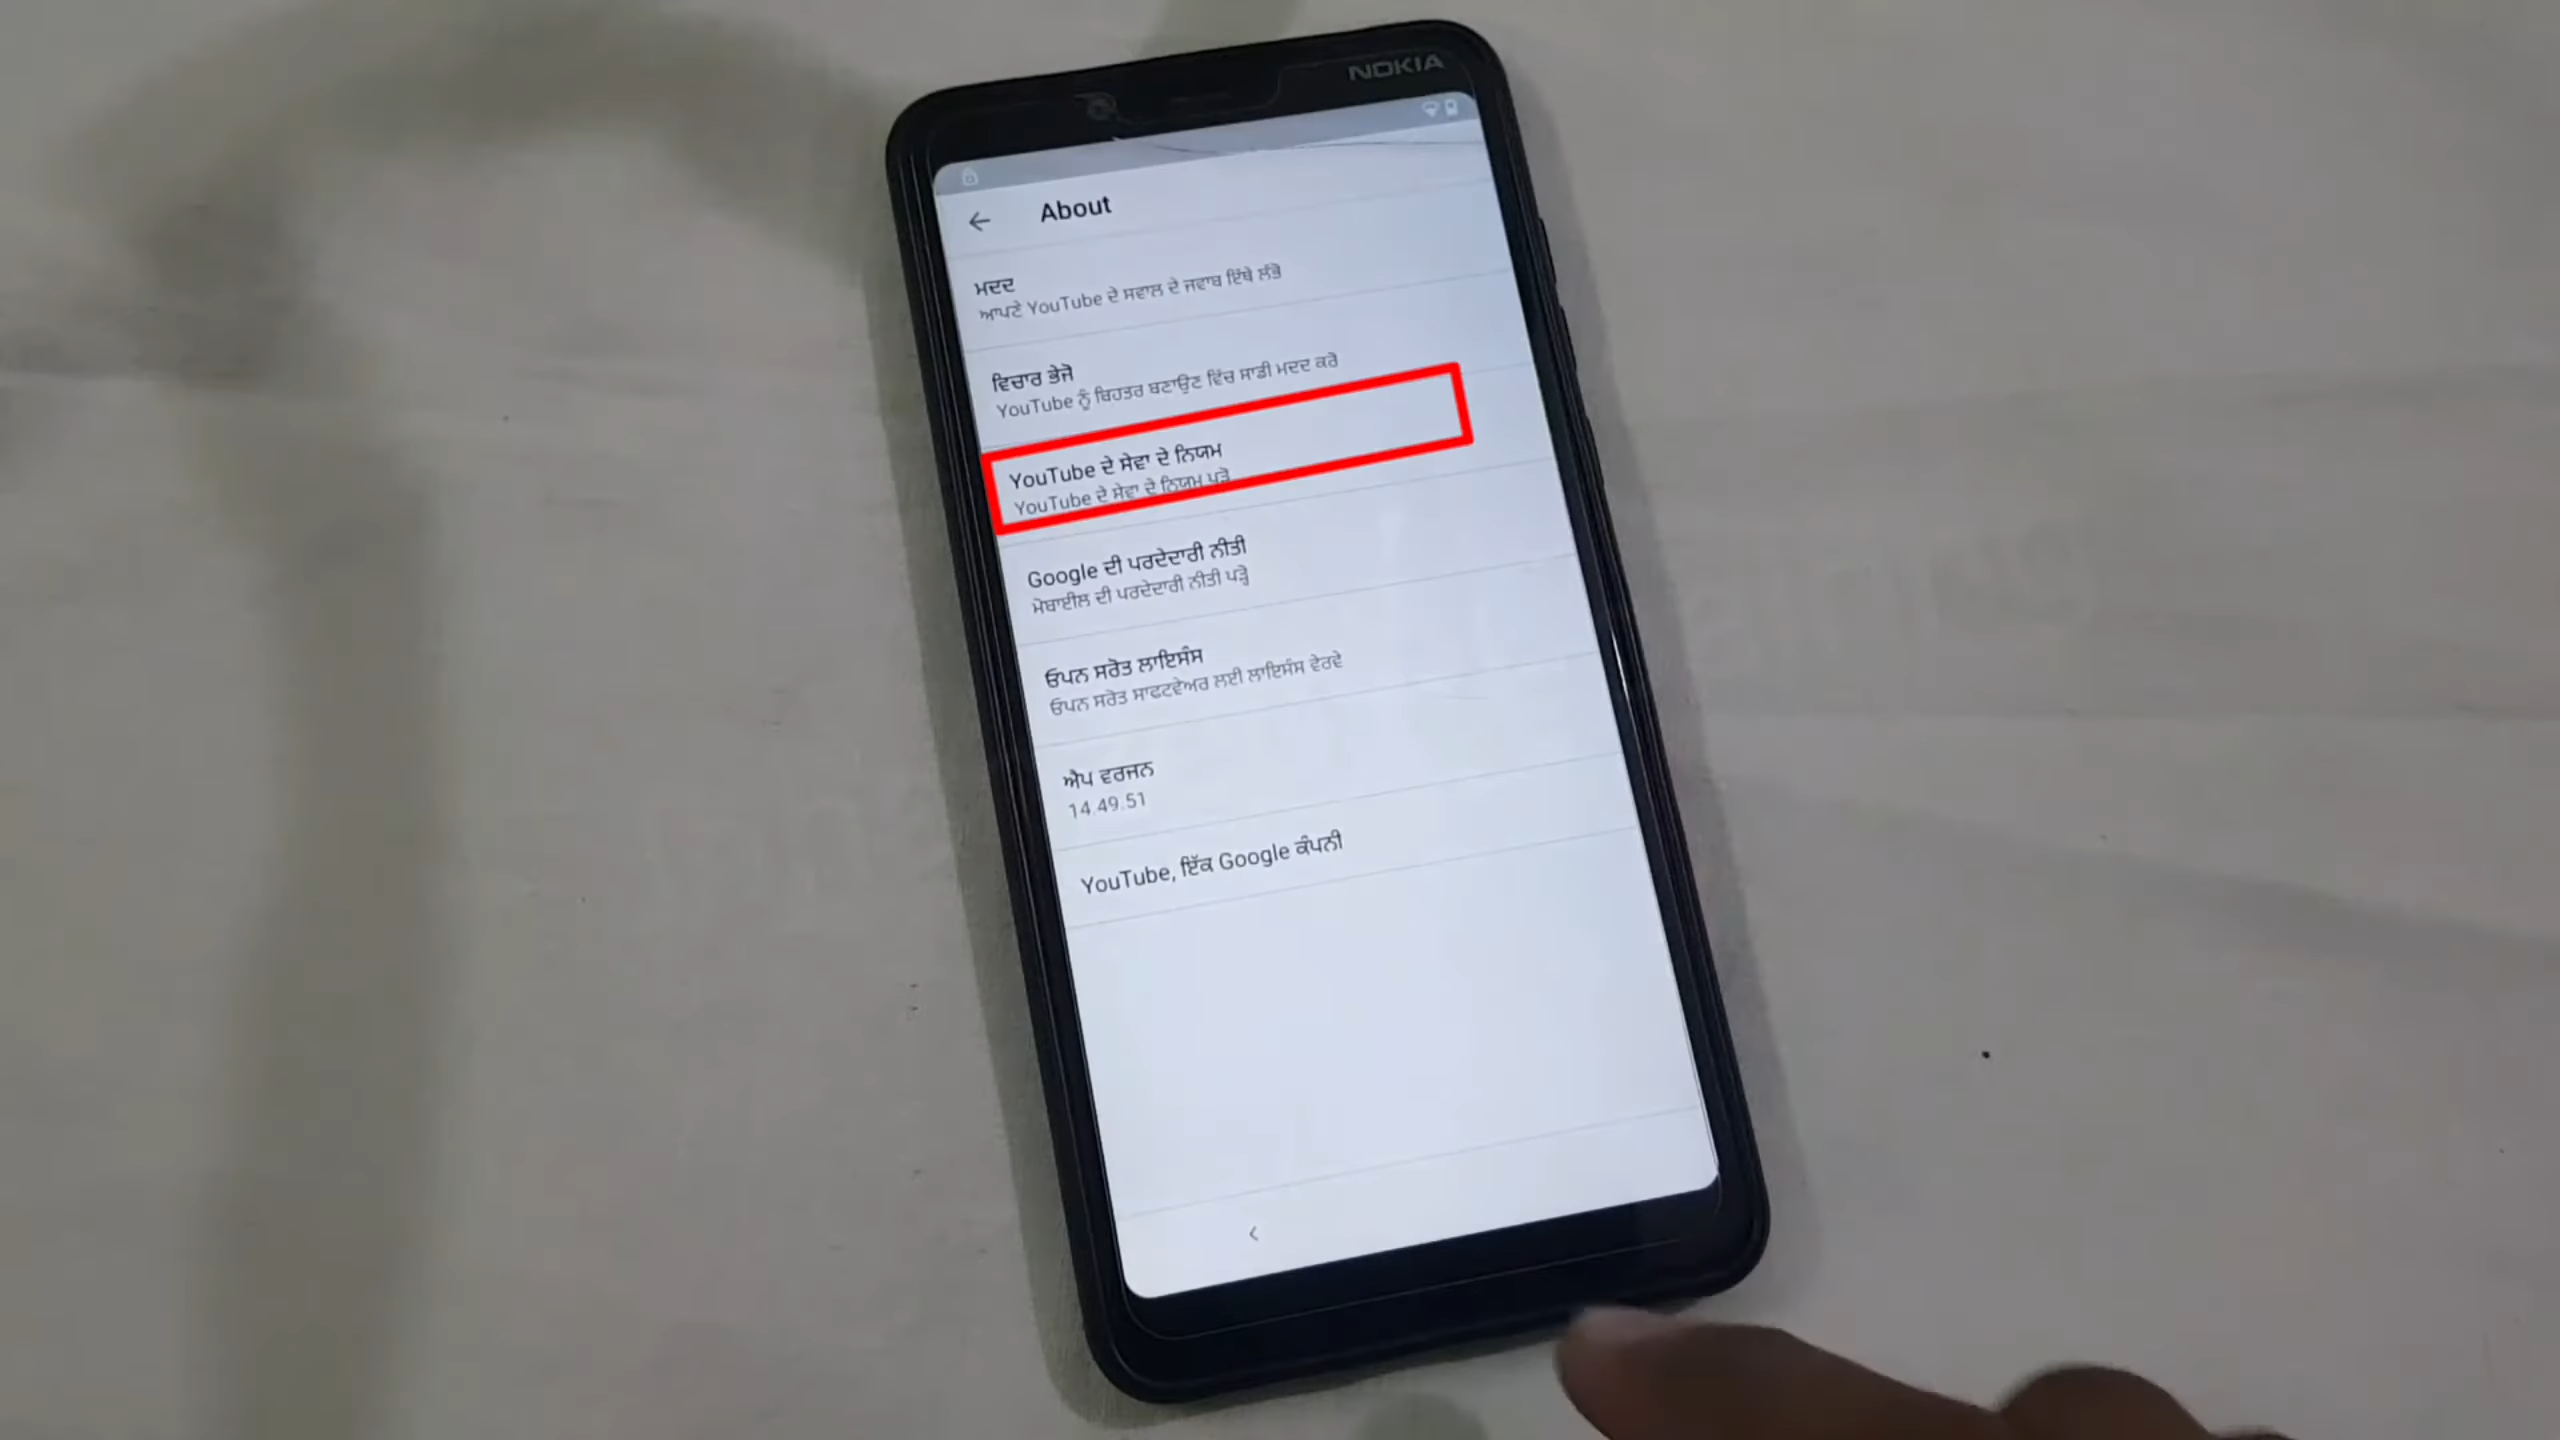 NOKIA
About
ਮਦਦ
ਆਪਣੇ YouTube ਦੇ ਸਵਾਲ ਦੇ ਜਵਾਬ ਇੱਥੇ ਲੱਭੋ
ਵਿਚਾਰ ਭੇਜੋ
YouTube ਨੂੰ ਬਿਹਤਰ ਬਣਾਉਣ ਵਿੱਚ ਸਾਡੀ ਮਦਦ ਕਰੋ
YouTube ਦੇ ਸੇਵਾ ਦੇ ਨਿਯਮ
YouTube ਦੇ ਸੇਵਾ ਦੇ ਨਿਯਮ ਪੜੋ
Google ਦੀ ਪਰਦੇਦਾਰੀ ਨੀਤੀ
ਮੋਬਾਈਲ ਦੀ ਪਰਦੇਦਾਰੀ ਨੀਤੀ ਪੜ੍ਹੋ
ਓਪਨ ਸਰੋਤ ਲਾਇਸੰਸ
ਓਪਨ ਸਰੋਤ ਸਾਫਟਵੇਅਰ ਲਈ ਲਾਇਸੰਸ ਵੇਰਵੇ
ਐਪ ਵਰਜਨ
14.49.51
YouTube, ਇੱਕ Google ਕੰਪਨੀ